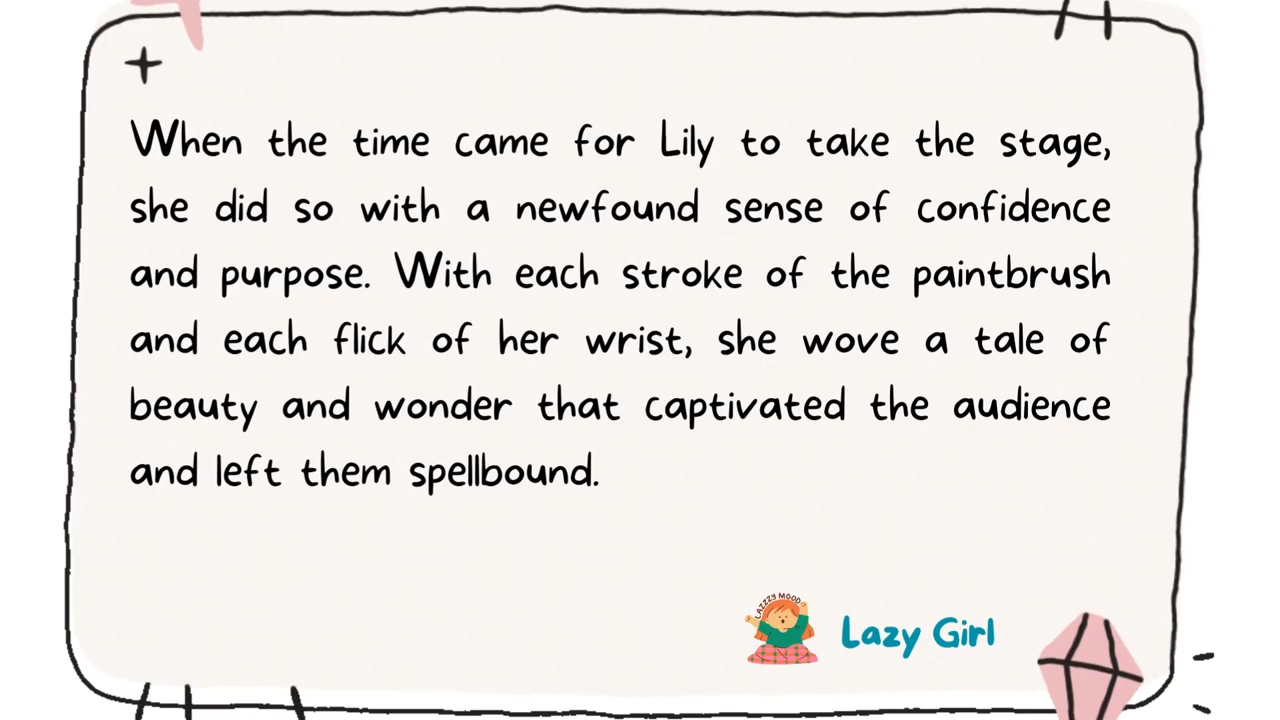 When the time came for Lily to take the stage,
she did so with a newfound sense of confidence
and purpose. With each stroke of the paintbrush
and each flick of her wrist, she wove a tale of
beauty and wonder that captivated the audience
and left them spellbound.
LAZZZY MOOD
Lazy Girl